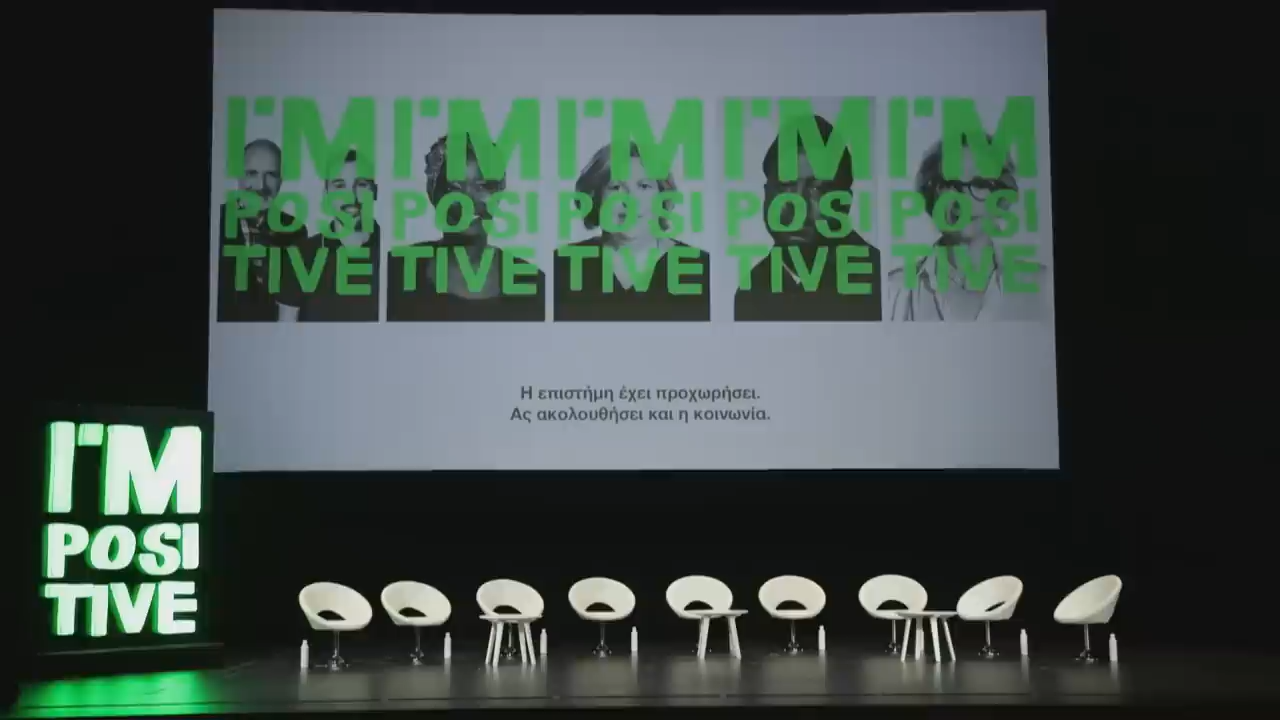 I'M I'M I'M I'M I'M
POSI POSI POSI POSI POSI
TIVE TIVE TIVE TIVE TIVE
Η επιστήμη έχει προχωρήσει.
Ας ακολουθήσει και η κοινωνία.
I'M
POSI
TIVE